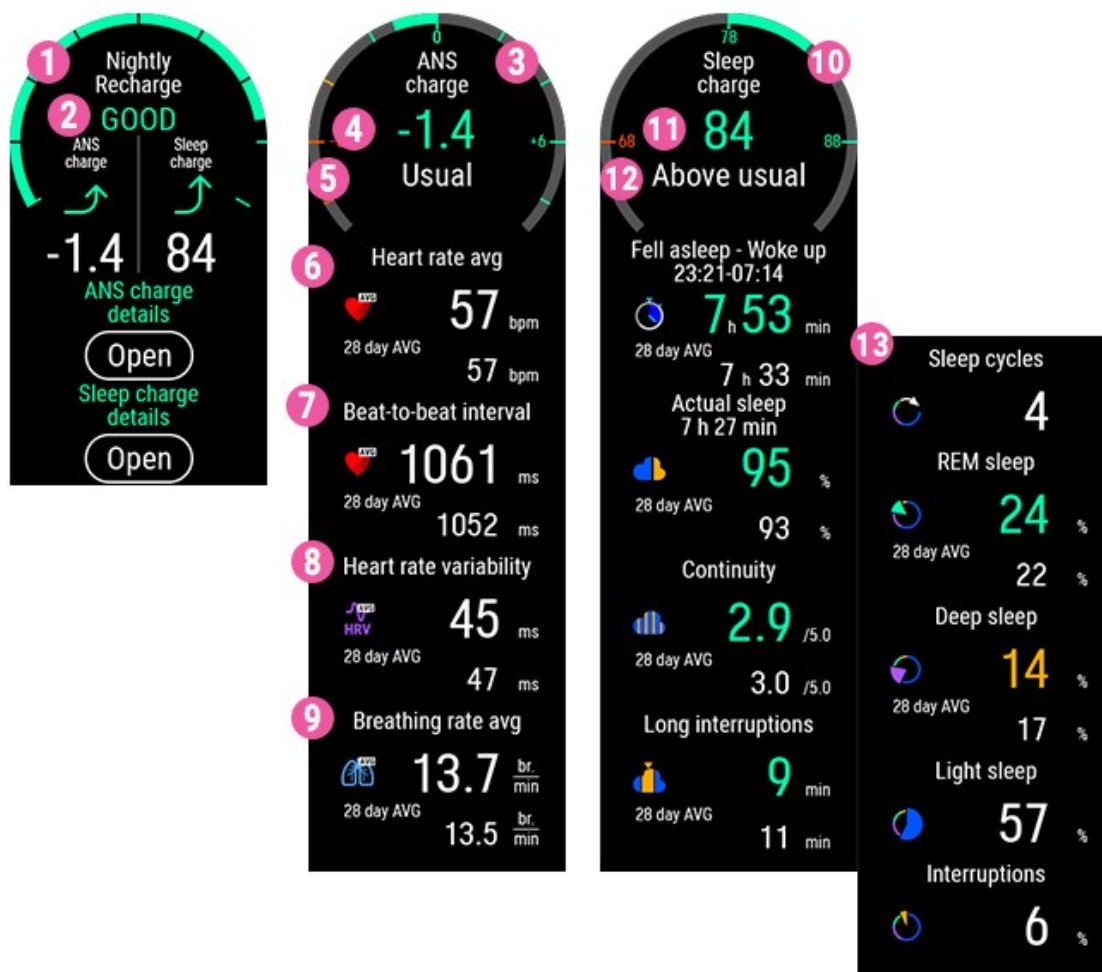 1
Nightly
Recharge
2
GOOD
ANS
charge
Sleep
charge
-1.4
84
ANS charge
details
Open
Sleep charge
details
Open
0
ANS
charge
3
4
-1.4
+6
5
Usual
6
Heart rate avg
AVG
57 bpm
28 day AVG
57 bpm
7
Beat-to-beat interval
AVG
1061 ms
28 day AVG
1052 ms
8
Heart rate variability
AVG
HRV
45 ms
28 day AVG
47 ms
9
Breathing rate avg
AVG
13.7 br.
min
28 day AVG
13.5 br.
min
78
Sleep
charge
10
68
11
84
88
12
Above usual
Fell asleep - Woke up
23:21-07:14
7 h 53 min
28 day AVG
7 h 33 min
Actual sleep
7 h 27 min
95 %
28 day AVG
93 %
Continuity
2.9 /5.0
28 day AVG
3.0 /5.0
Long interruptions
9 min
28 day AVG
11 min
13
Sleep cycles
4
REM sleep
24 %
28 day AVG
22 %
Deep sleep
14 %
28 day AVG
17 %
Light sleep
57 %
Interruptions
6 %